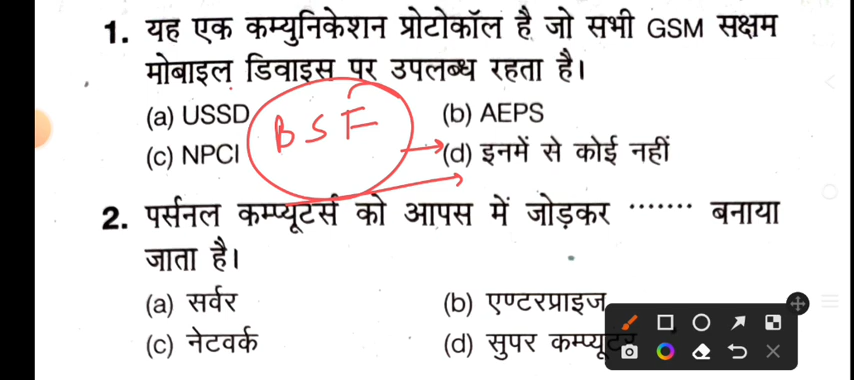 1. यह एक कम्युनिकेशन प्रोटोकॉल है जो सभी GSM सक्षम
मोबाइल डिवाइस पर उपलब्ध रहता है।
(a) USSD (b) AEPS
BSF
(c) NPCI (d) इनमें से कोई नहीं
2. पर्सनल कम्प्यूटर्स को आपस में जोड़कर ······· बनाया
जाता है।
(a) सर्वर (b) एण्टरप्राइज
(c) नेटवर्क (d) सुपर कम्प्यूटर